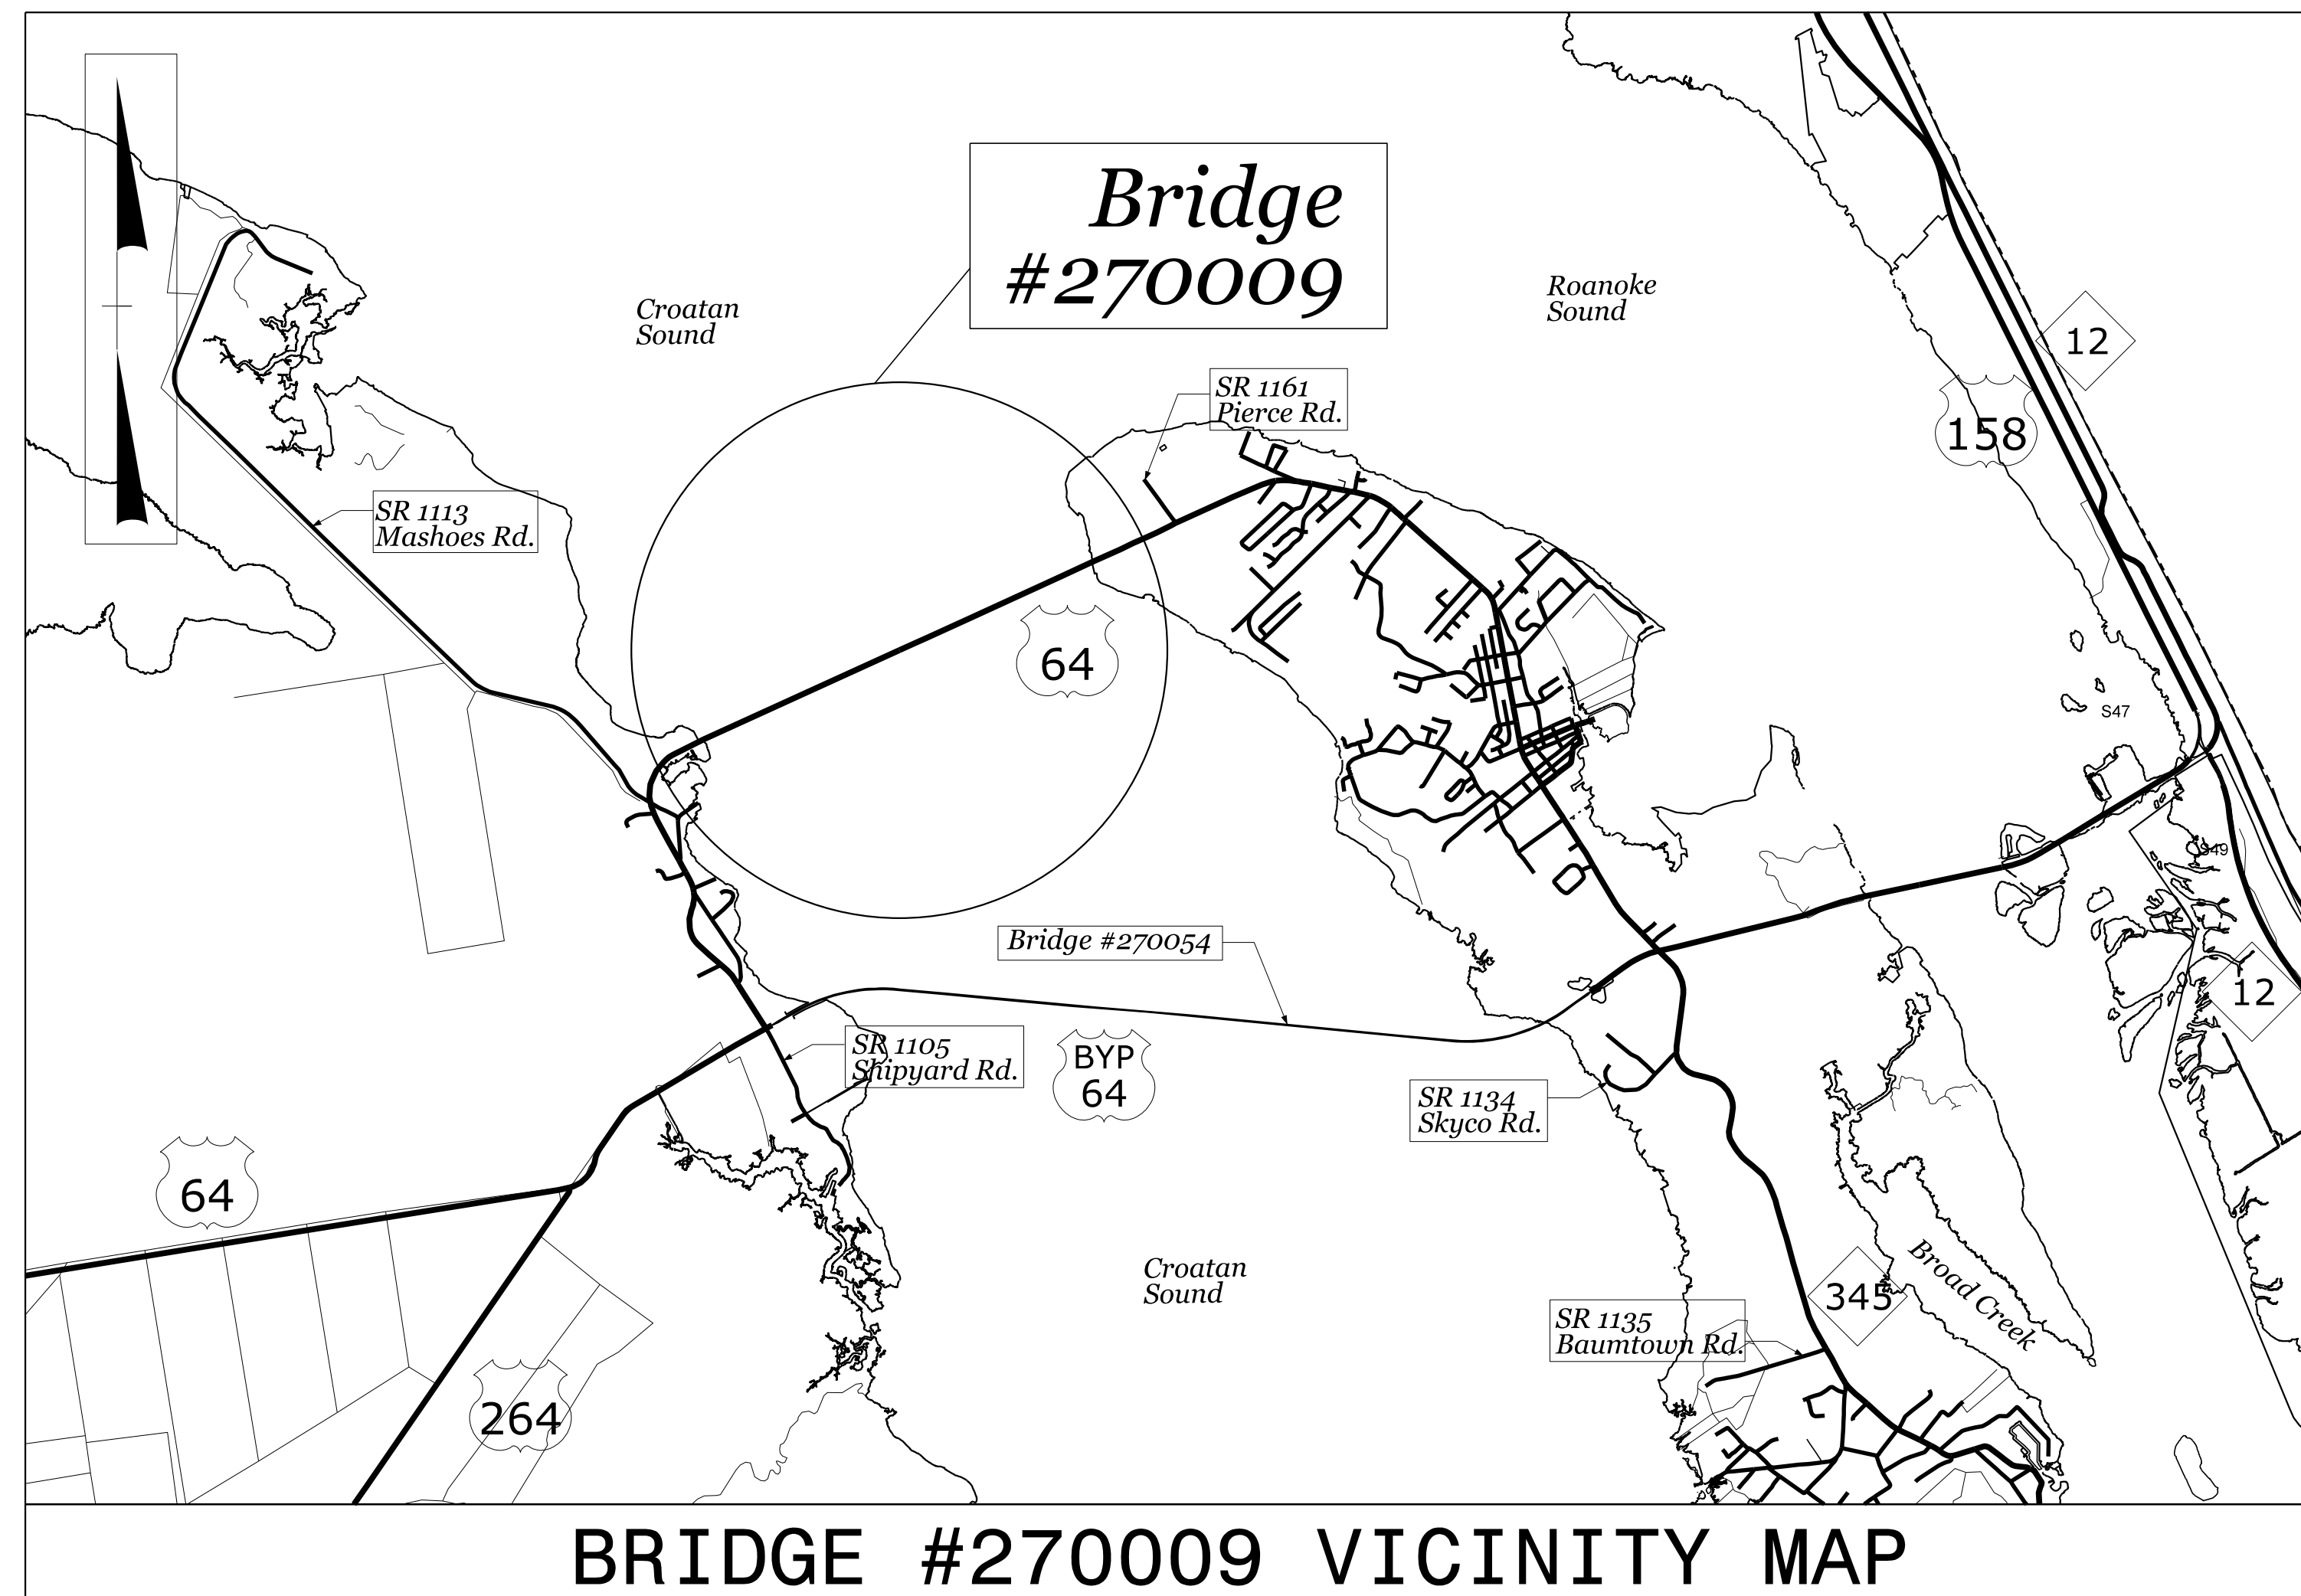 Bridge
#270009
Croatan
Sound
Roanoke
Sound
12
SR 1161
Pierce Rd.
158
SR 1113
Mashoes Rd.
64
S47
S49
Bridge #270054
12
SR 1105
Shipyard Rd.
BYP
64
SR 1134
Skyco Rd.
64
Croatan
Sound
345
Broad Creek
SR 1135
Baumtown Rd.
264
BRIDGE #270009 VICINITY MAP